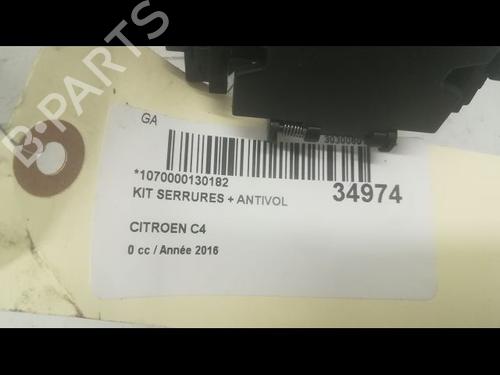 GA
*1070000130182
KIT SERRURES + ANTIVOL
34974
CITROEN C4
0 cc / Année 2016
B-PARTS